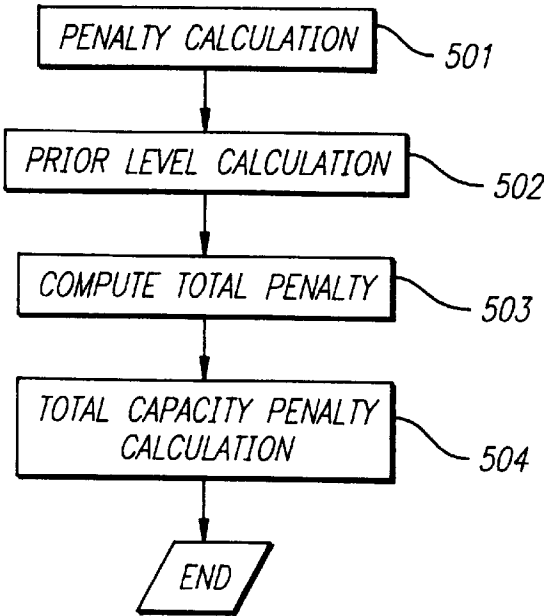 PENALTY CALCULATION
501
PRIOR LEVEL CALCULATION
502
COMPUTE TOTAL PENALTY
503
TOTAL CAPACITY PENALTY
CALCULATION
504
END